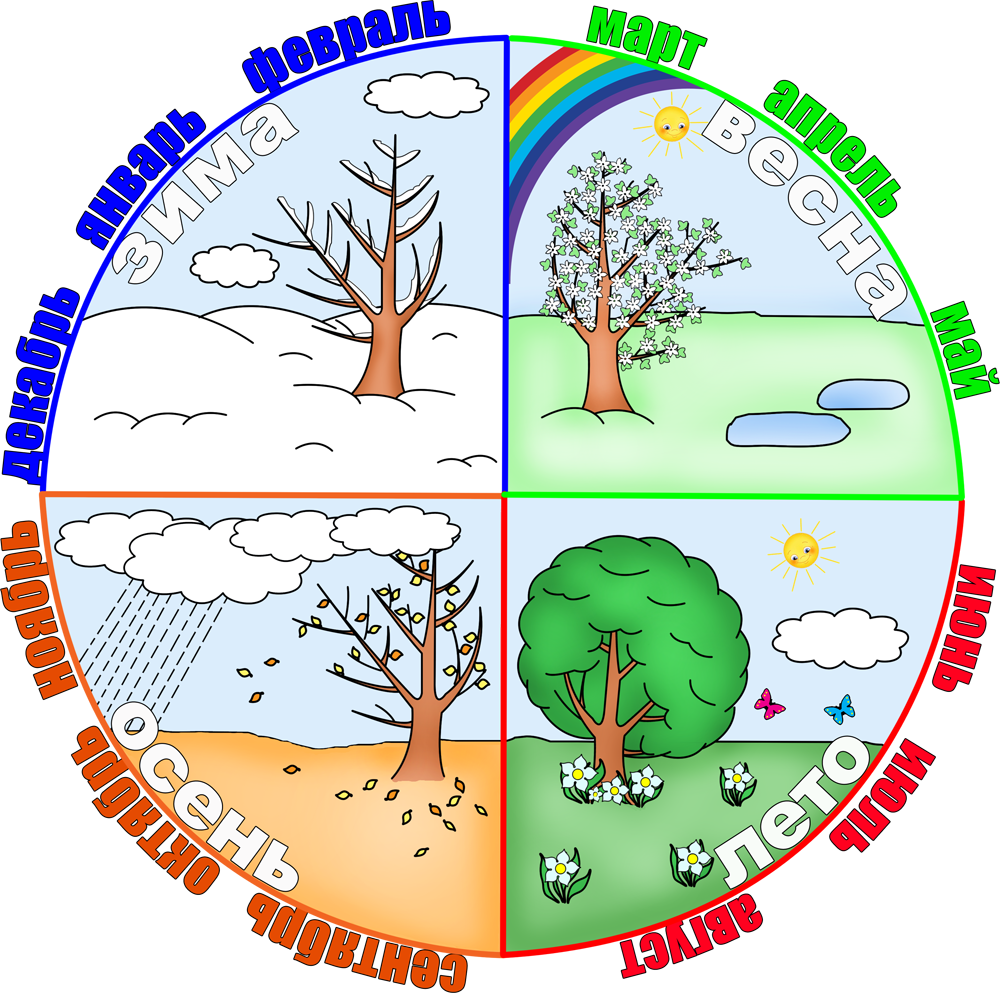 декабрь
январь
февраль
зима
март
апрель
май
весна
июнь
июль
август
лето
сентябрь
октябрь
ноябрь
осень